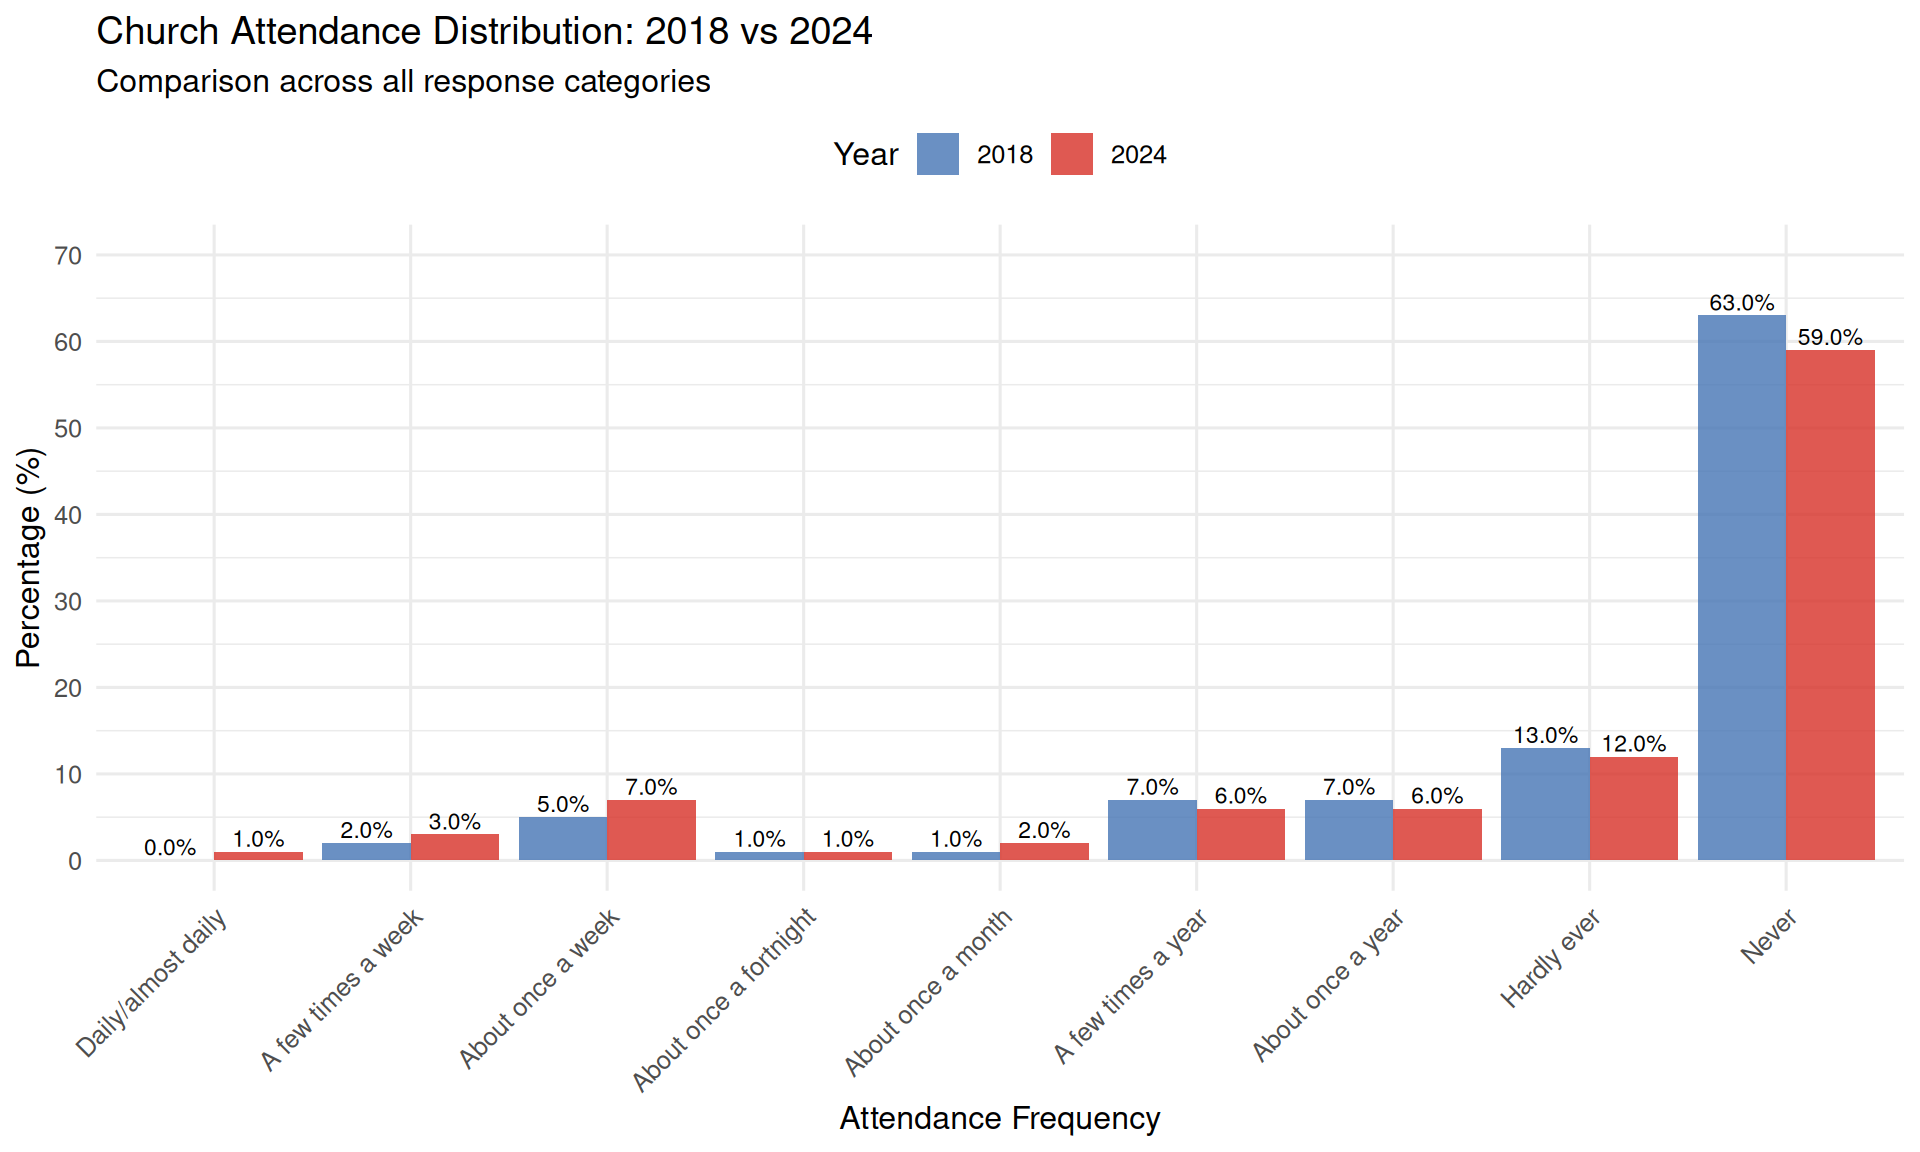 Church Attendance Distribution: 2018 vs 2024
Comparison across all response categories
Year 2018 2024
Percentage (%)
70
60
50
40
30
20
10
0
0.0% 1.0% 2.0% 3.0% 5.0% 7.0% 1.0% 1.0% 1.0% 2.0% 7.0% 6.0% 7.0% 6.0% 13.0% 12.0% 63.0% 59.0%
Daily/almost daily
A few times a week
About once a week
About once a fortnight
About once a month
A few times a year
About once a year
Hardly ever
Never
Attendance Frequency